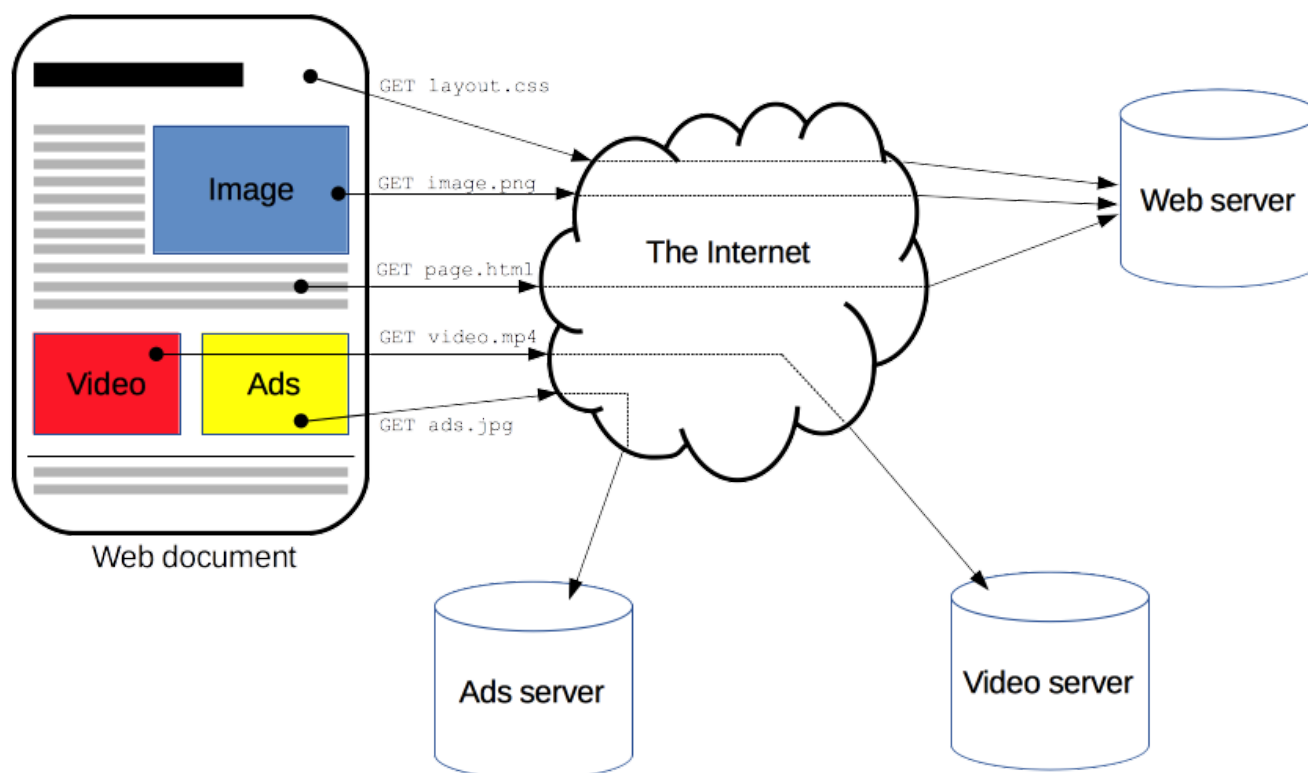 GET layout.css
Image
GET image.png
Web server
The Internet
GET page.html
GET video.mp4
Video
Ads
GET ads.jpg
Web document
Ads server
Video server